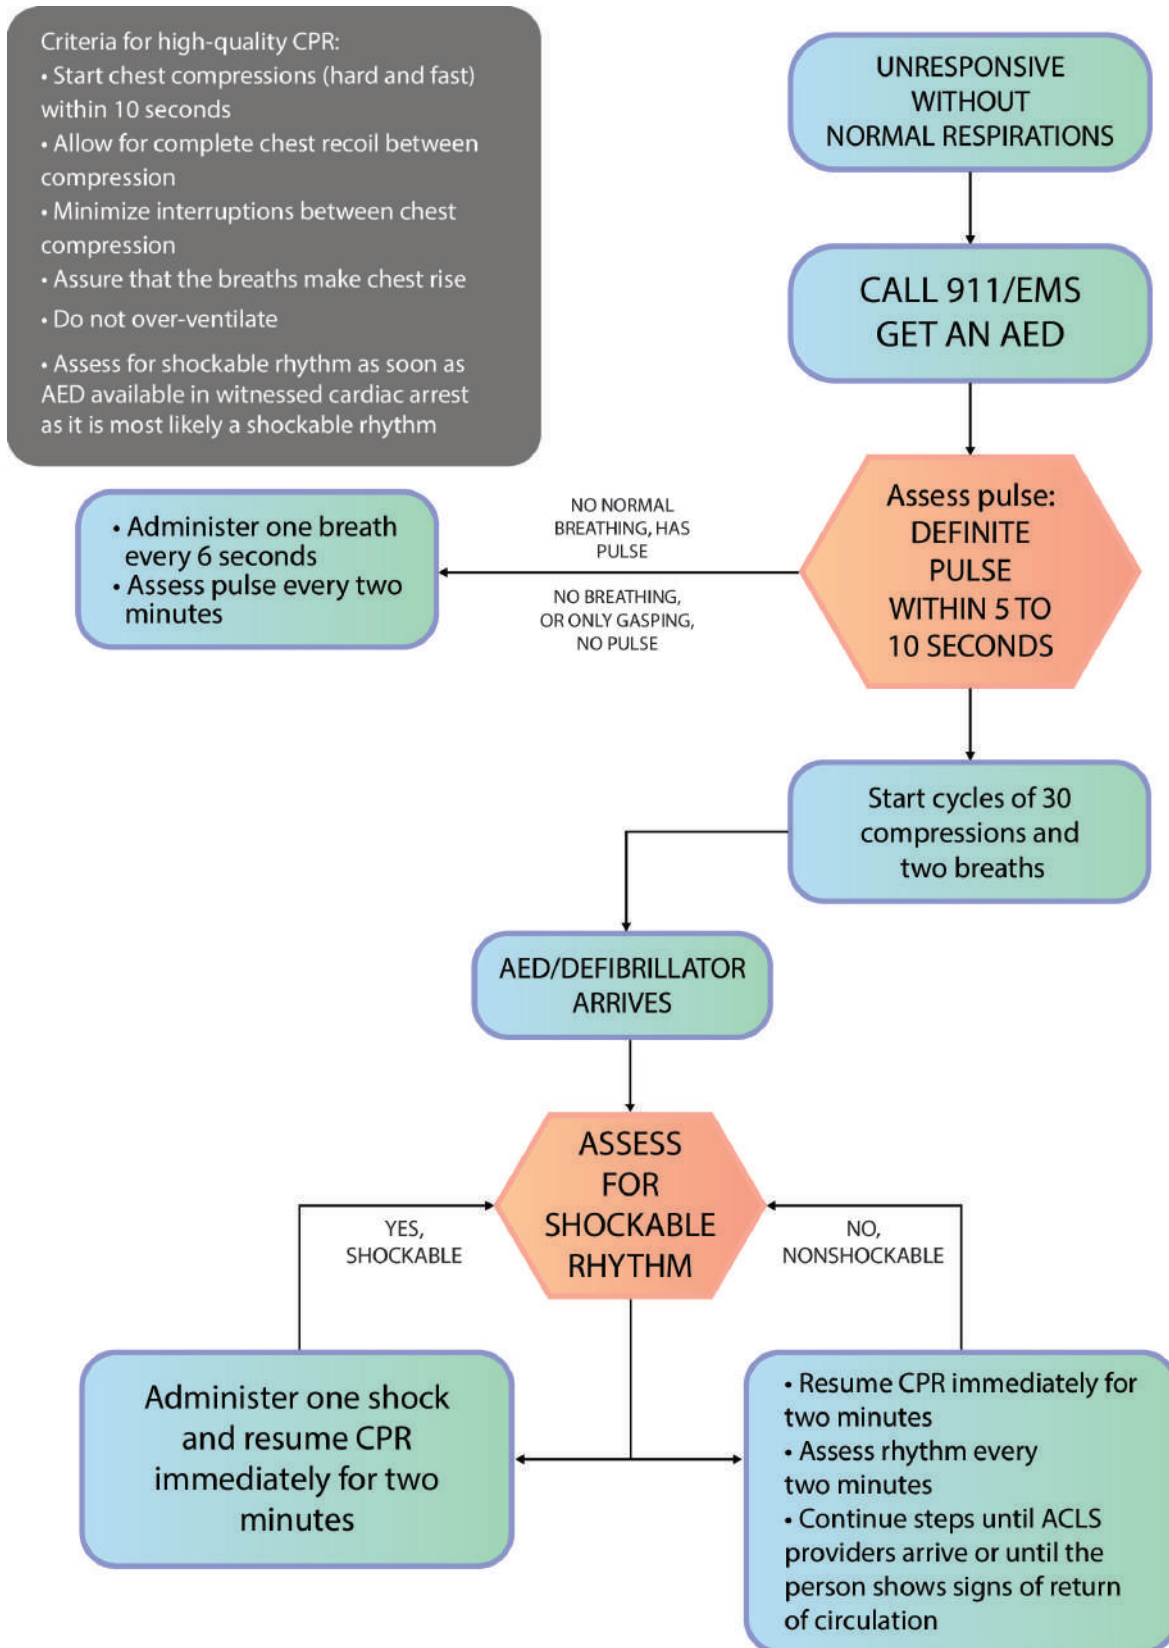 Criteria for high-quality CPR:
• Start chest compressions (hard and fast)
within 10 seconds
• Allow for complete chest recoil between
compression
• Minimize interruptions between chest
compression
• Assure that the breaths make chest rise
• Do not over-ventilate
• Assess for shockable rhythm as soon as
AED available in witnessed cardiac arrest
as it is most likely a shockable rhythm
UNRESPONSIVE
WITHOUT
NORMAL RESPIRATIONS
CALL 911/EMS
GET AN AED
Assess pulse:
DEFINITE
PULSE
WITHIN 5 TO
10 SECONDS
NO NORMAL
BREATHING, HAS
PULSE
• Administer one breath
every 6 seconds
• Assess pulse every two
minutes
NO BREATHING,
OR ONLY GASPING,
NO PULSE
Start cycles of 30
compressions and
two breaths
AED/DEFIBRILLATOR
ARRIVES
ASSESS
FOR
SHOCKABLE
RHYTHM
YES,
SHOCKABLE
NO,
NONSHOCKABLE
Administer one shock
and resume CPR
immediately for two
minutes
• Resume CPR immediately for
two minutes
• Assess rhythm every
two minutes
• Continue steps until ACLS
providers arrive or until the
person shows signs of return
of circulation